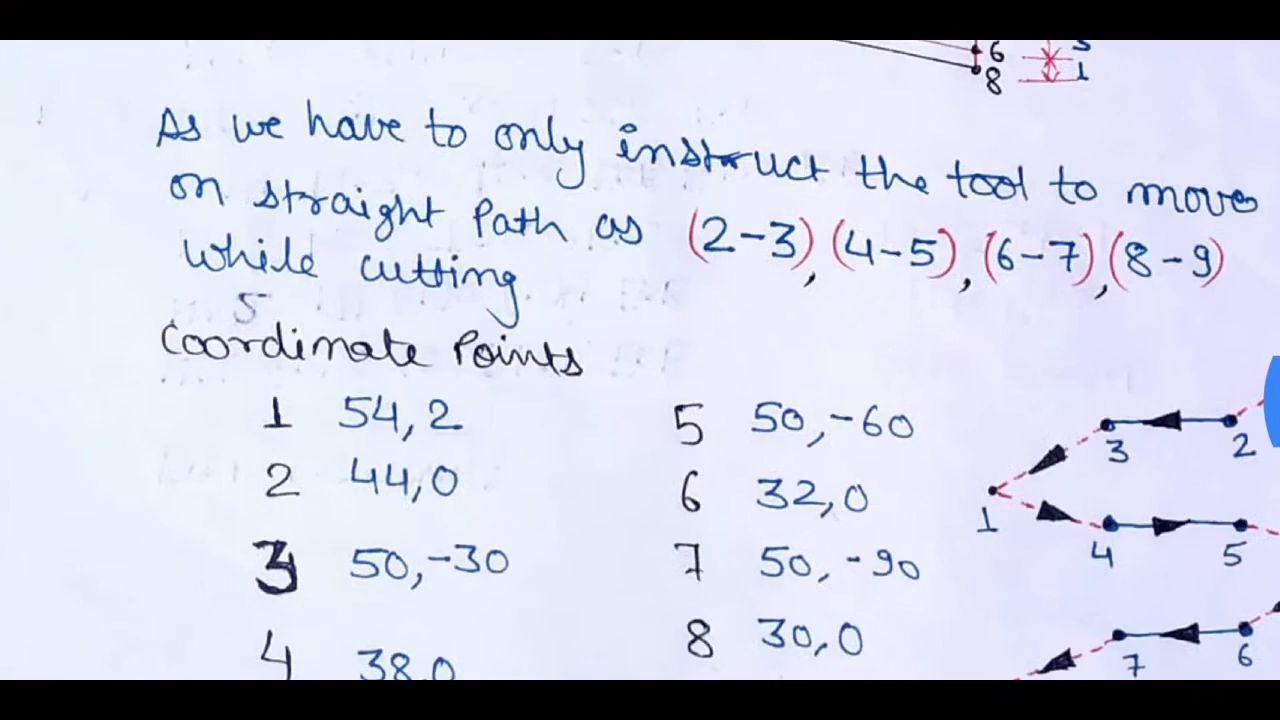 6
8
1
As we have to only instruct the tool to move
on straight Path as (2-3), (4-5), (6-7), (8-9)
while cutting
5
Coordinate Points
1 54, 2
2 44, 0
3 50, -30
4 38, 0
5 50, -60
6 32, 0
7 50, -90
8 30, 0
3 2
1
4 5
7 6